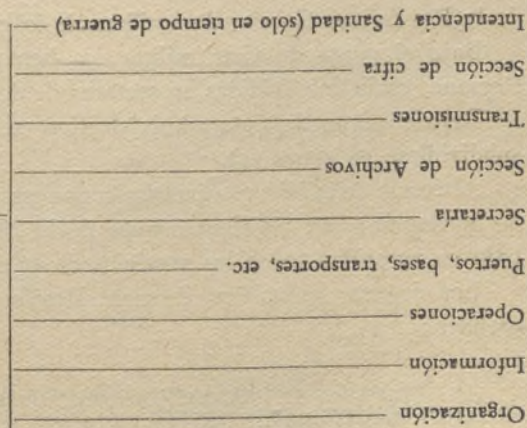 Organización
Información
Operaciones
Puertos, bases, transportes, etc.
Secretaría
Sección de Archivos
Transmisiones
Sección de cifra
Intendencia y Sanidad (sólo en tiempo de guerra)